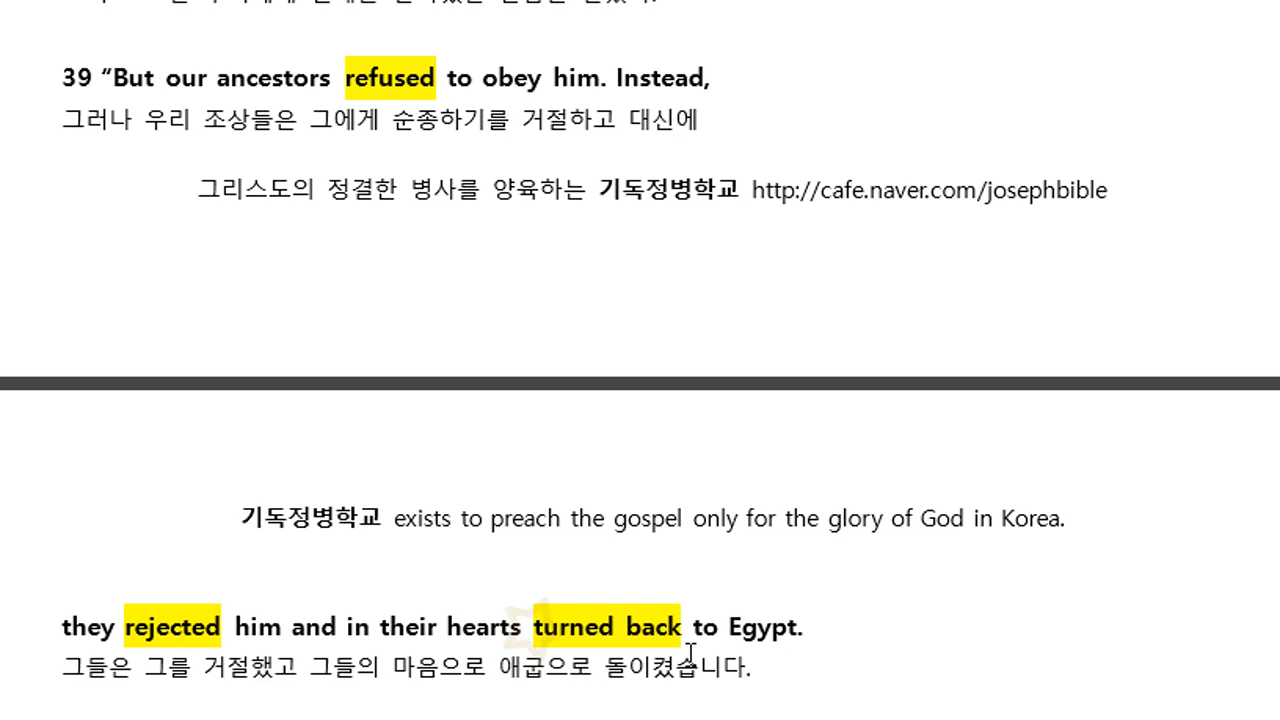 39 “But our ancestors refused to obey him. Instead,
그러나 우리 조상들은 그에게 순종하기를 거절하고 대신에
그리스도의 정결한 병사를 양육하는 기독정병학교 http://cafe.naver.com/josephbible
기독정병학교 exists to preach the gospel only for the glory of God in Korea.
they rejected him and in their hearts turned back to Egypt.
그들은 그를 거절했고 그들의 마음으로 애굽으로 돌이켰습니다.